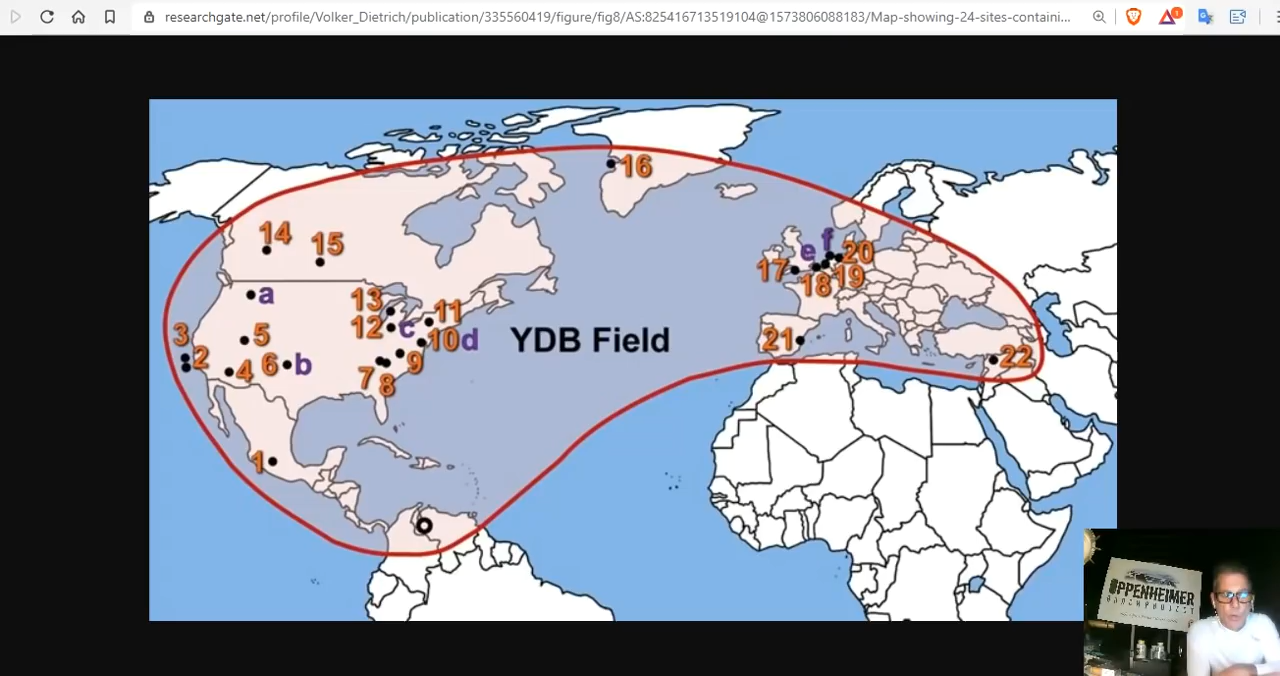 researchgate.net/profile/Volker_Dietrich/publication/335560419/figure/fig8/AS:825416713519104@1573806088183/Map-showing-24-sites-containi...
1
16
14
15
e
f
20
17
18
19
a
13
11
3
5
12
c
10
d
YDB Field
21
2
4
6
b
9
22
7
8
1
OPPENHEIMER